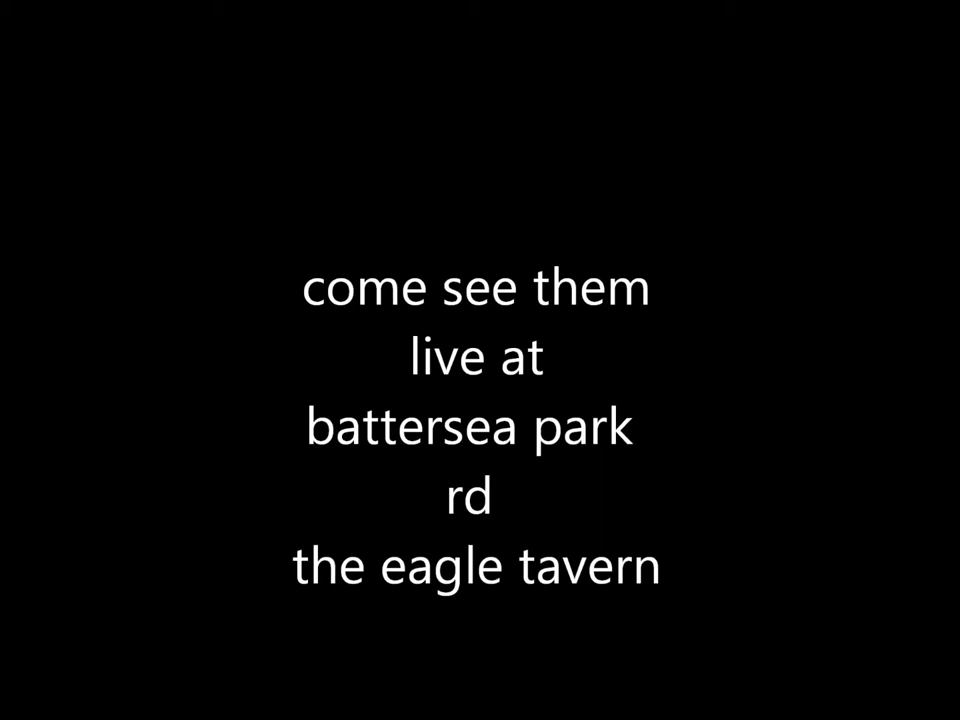 come see them
live at
battersea park
rd
the eagle tavern